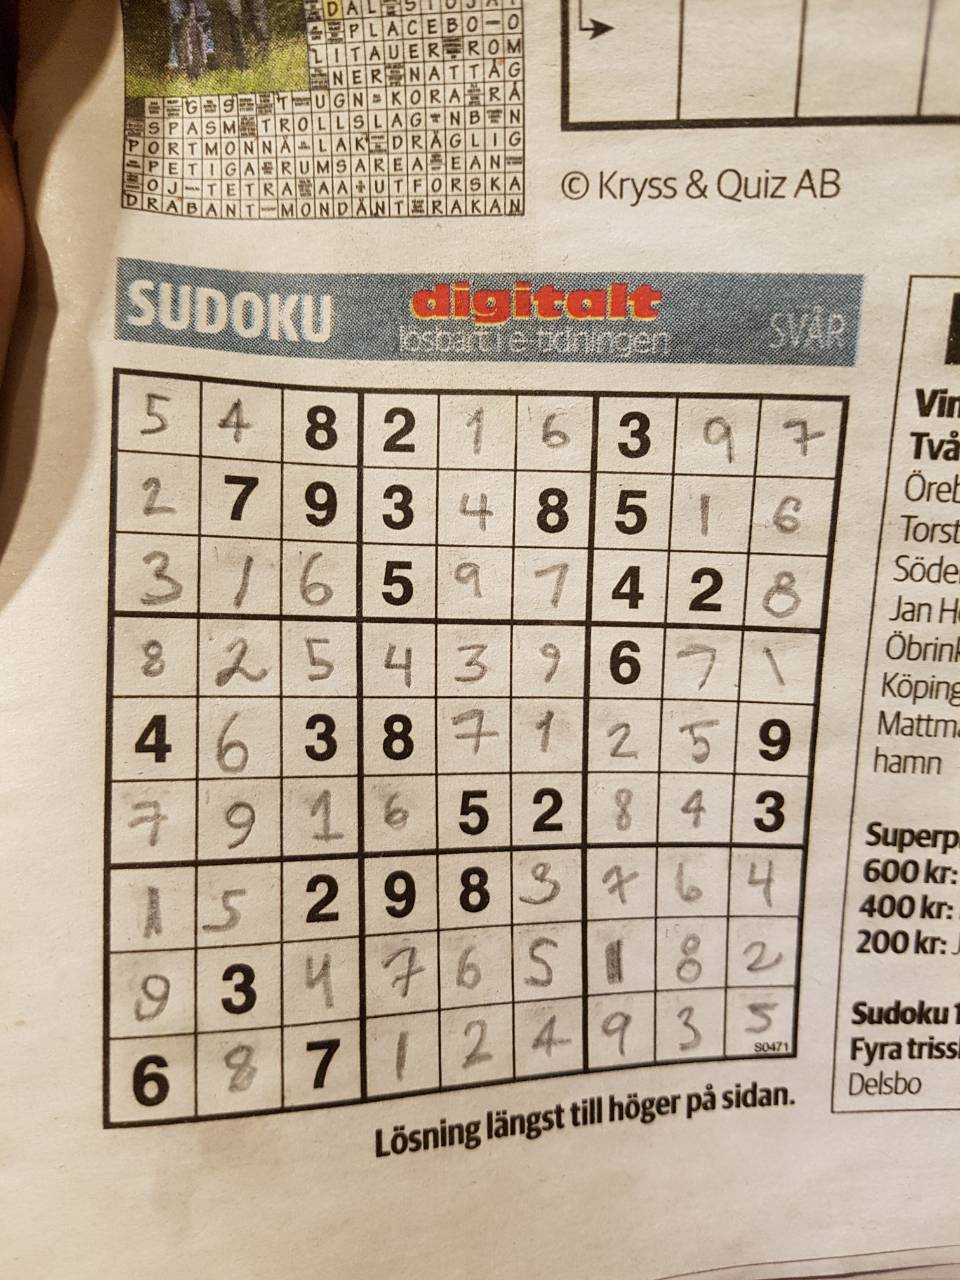 DAL
PLACEBO O
LITAUER ROM
NER NATTÅG
G S T UGN KORA RÅ
SPASM TROLLSLAG NB N
PORTMONNÄ LAK DRÄGLIG
PETIGA RUMSAREA EAN
OJ TETRA AA UTFORSKA
DRABANT MONDÄNT RAKAN
© Kryss & Quiz AB
SUDOKU digitalt SVÅR
lösbart i e-tidningen
5 4 8 2 1 6 3 9 7
2 7 9 3 4 8 5 1 6
3 1 6 5 9 7 4 2 8
8 2 5 4 3 9 6 7 1
4 6 3 8 7 1 2 5 9
7 9 1 6 5 2 8 4 3
1 5 2 9 8 3 7 6 4
9 3 4 7 6 5 1 8 2
6 8 7 1 2 4 9 3 5
S0471
Lösning längst till höger på sidan.
Vin
Två
Öreb
Torst
Söde
Jan H
Öbrink
Köping
Mattma
hamn
Superp
600 kr:
400 kr:
200 kr: J
Sudoku 1
Fyra triss
Delsbo